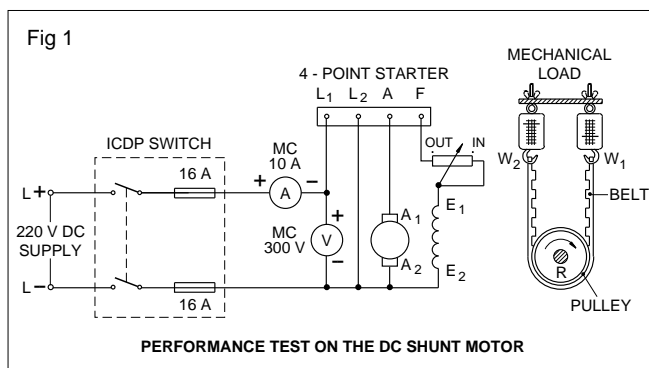 Fig 1
4 - POINT STARTER
L1 L2 A F
ICDP SWITCH
16 A
MC
10 A
+ A −
L+
220 V DC
SUPPLY
L−
16 A
MC
300 V
+
V
−
OUT IN
A1
A2
E1
E2
MECHANICAL
LOAD
W2 W1
BELT
R
PULLEY
PERFORMANCE TEST ON THE DC SHUNT MOTOR